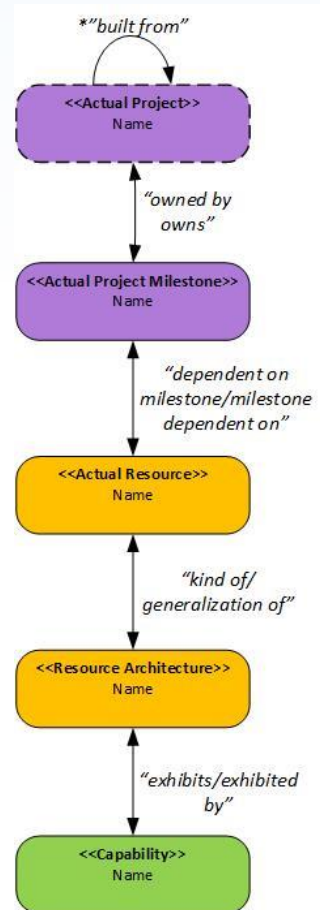 *”built from”
<<Actual Project>>
Name
“owned by
owns”
<<Actual Project Milestone>>
Name
“dependent on
milestone/milestone
dependent on”
<<Actual Resource>>
Name
“kind of/
generalization of”
<<Resource Architecture>>
Name
“exhibits/exhibited
by”
<<Capability>>
Name